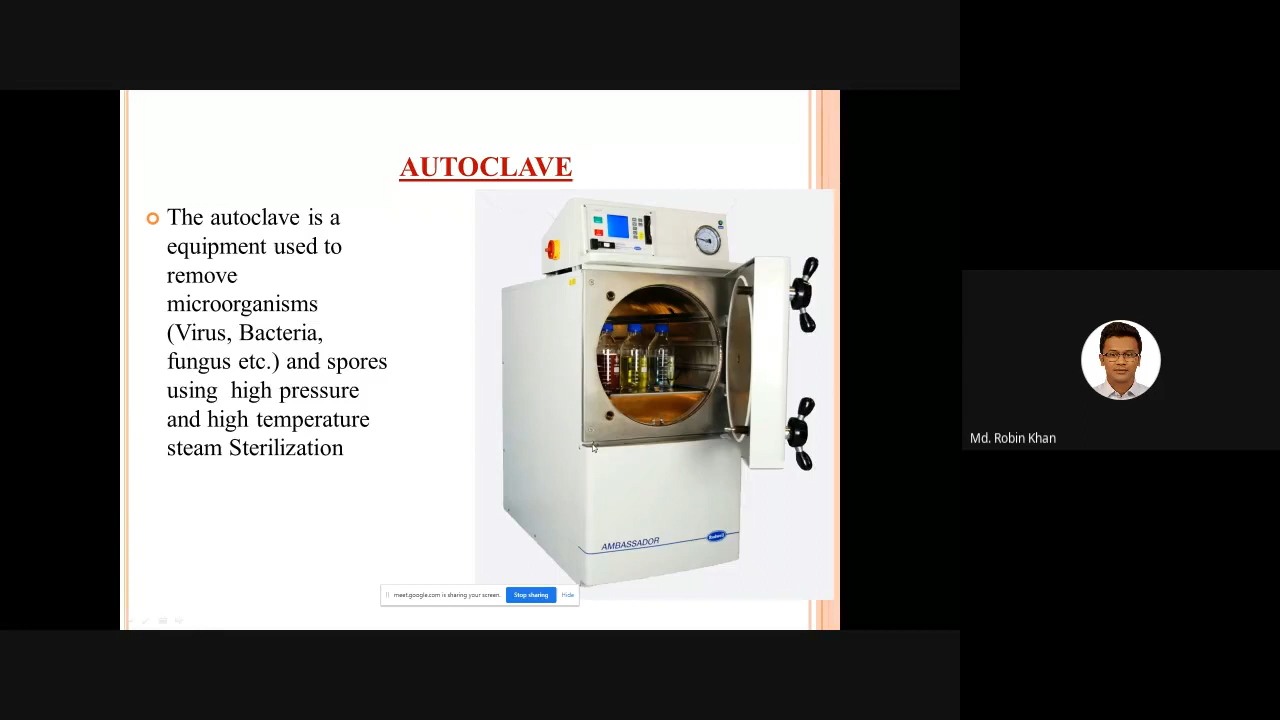 AUTOCLAVE
The autoclave is a
equipment used to
remove
microorganisms
(Virus, Bacteria,
fungus etc.) and spores
using high pressure
and high temperature
steam Sterilization
AMBASSADOR
meet.google.com is sharing your screen.
Stop sharing
Hide
Md. Robin Khan